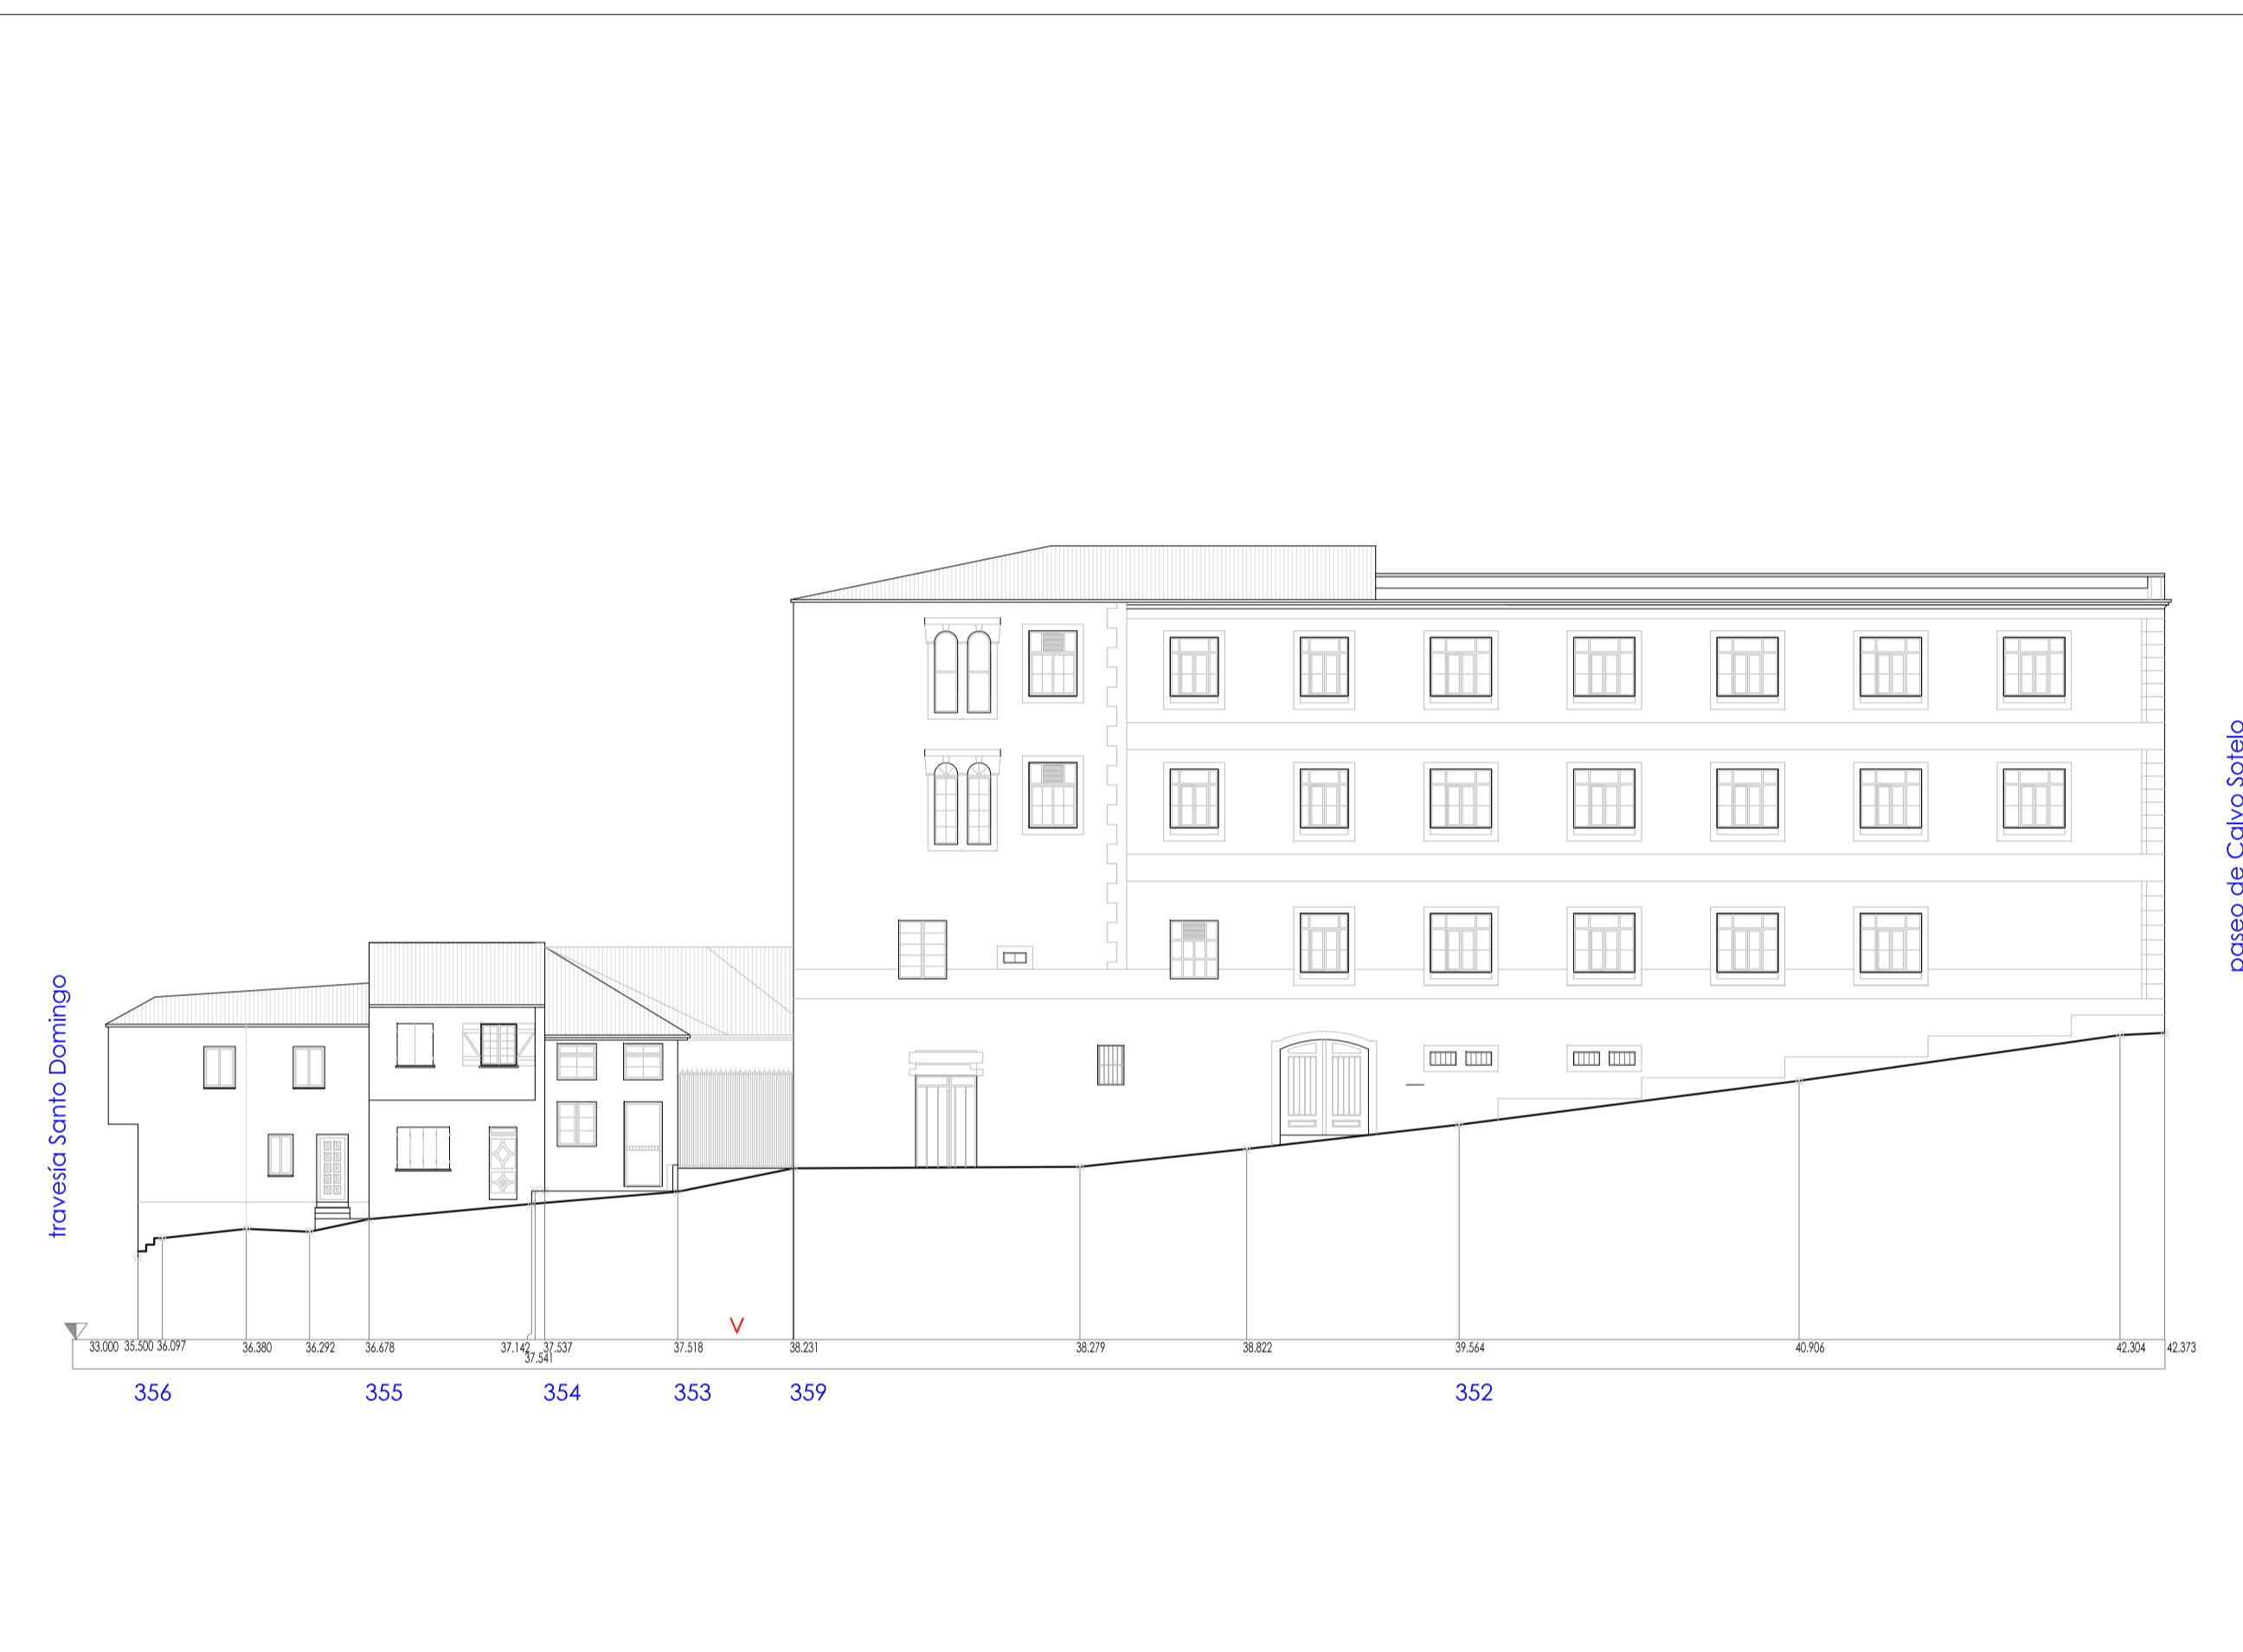 travesía Santo Domingo
paseo de Calvo Sotelo
33.000 35.500 36.097 36.380 36.292 36.678 37.142 37.537 37.518 38.231 38.279 38.822 39.564 40.906 42.304 42.373
37.541
356 355 354 353 359 352